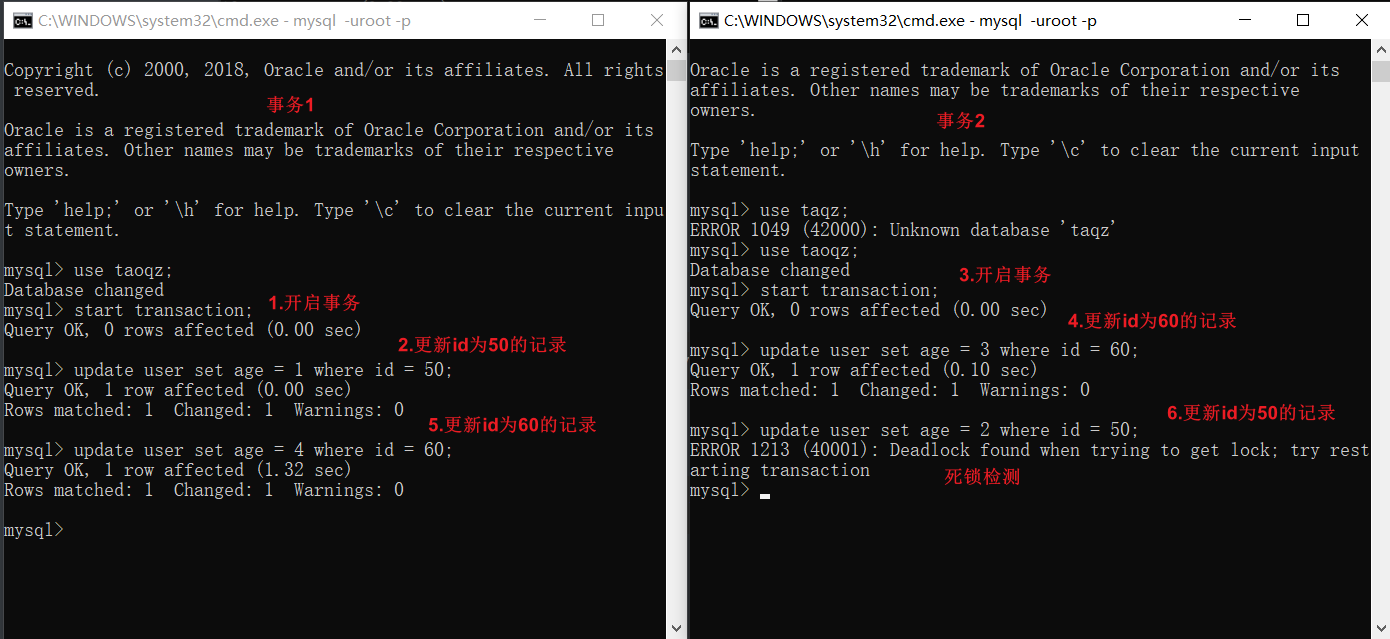 C:\WINDOWS\system32\cmd.exe - mysql  -uroot -p
Copyright (c) 2000, 2018, Oracle and/or its affiliates. All rights
 reserved.
事务1
Oracle is a registered trademark of Oracle Corporation and/or its
affiliates. Other names may be trademarks of their respective
owners.
Type 'help;' or '\h' for help. Type '\c' to clear the current inpu
t statement.
mysql> use taoqz;
Database changed
mysql> start transaction;
1.开启事务
Query OK, 0 rows affected (0.00 sec)
2.更新id为50的记录
mysql> update user set age = 1 where id = 50;
Query OK, 1 row affected (0.00 sec)
Rows matched: 1  Changed: 1  Warnings: 0
5.更新id为60的记录
mysql> update user set age = 4 where id = 60;
Query OK, 1 row affected (1.32 sec)
Rows matched: 1  Changed: 1  Warnings: 0
mysql>
C:\WINDOWS\system32\cmd.exe - mysql  -uroot -p
Oracle is a registered trademark of Oracle Corporation and/or its
affiliates. Other names may be trademarks of their respective
owners.
事务2
Type 'help;' or '\h' for help. Type '\c' to clear the current input
statement.
mysql> use taqz;
ERROR 1049 (42000): Unknown database 'taqz'
mysql> use taoqz;
Database changed
3.开启事务
mysql> start transaction;
Query OK, 0 rows affected (0.00 sec)
4.更新id为60的记录
mysql> update user set age = 3 where id = 60;
Query OK, 1 row affected (0.10 sec)
Rows matched: 1  Changed: 1  Warnings: 0
6.更新id为50的记录
mysql> update user set age = 2 where id = 50;
ERROR 1213 (40001): Deadlock found when trying to get lock; try rest
arting transaction
死锁检测
mysql>